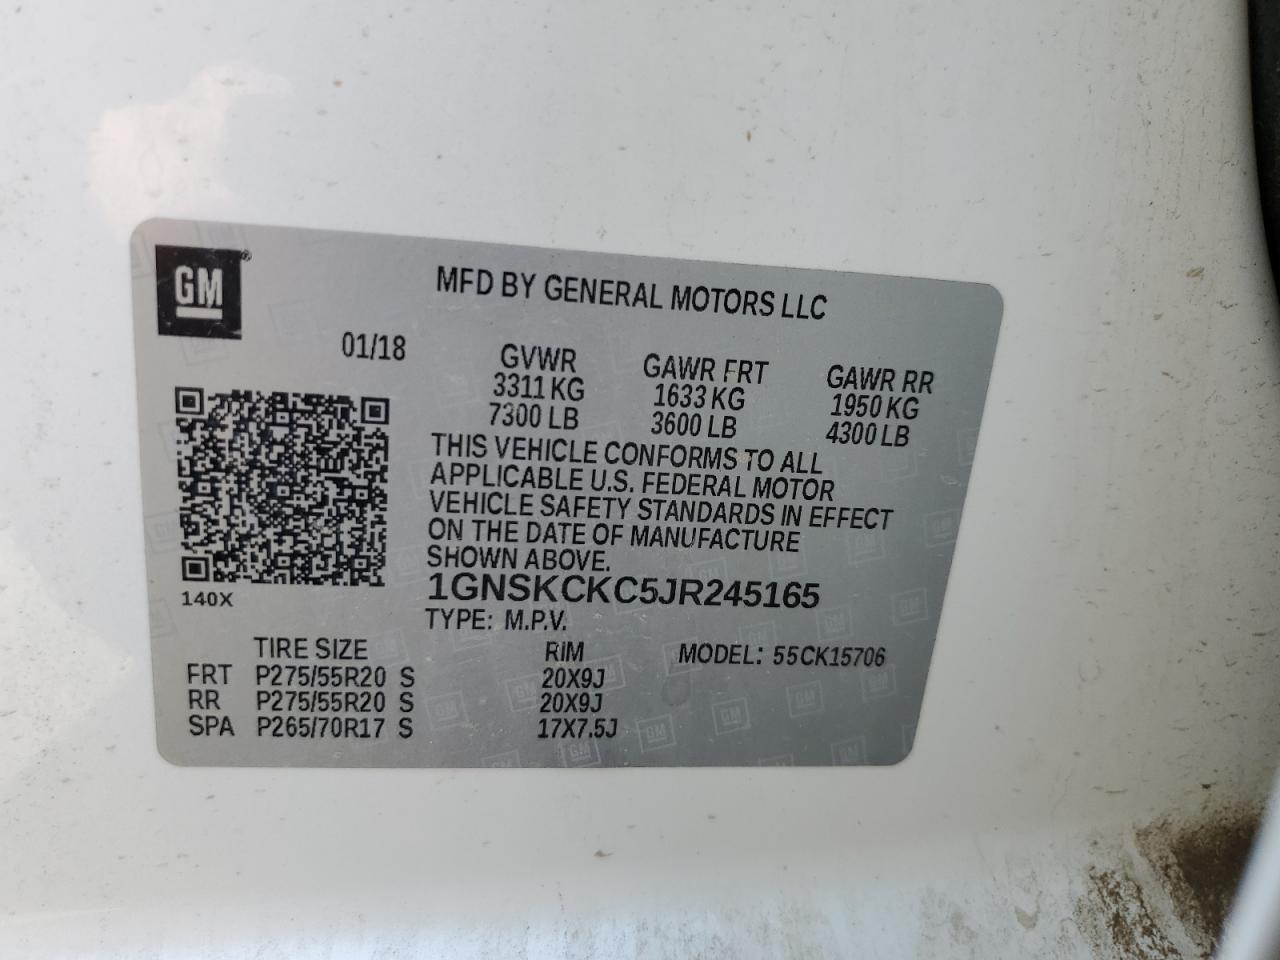 GM®
MFD BY GENERAL MOTORS LLC
01/18
GVWR GAWR FRT GAWR RR
3311 KG 1633 KG 1950 KG
7300 LB 3600 LB 4300 LB
THIS VEHICLE CONFORMS TO ALL
APPLICABLE U.S. FEDERAL MOTOR
VEHICLE SAFETY STANDARDS IN EFFECT
ON THE DATE OF MANUFACTURE
SHOWN ABOVE.
1GNSKCKC5JR245165
140X
TYPE: M.P.V.
TIRE SIZE RIM MODEL: 55CK15706
FRT P275/55R20 S 20X9J
RR P275/55R20 S 20X9J
SPA P265/70R17 S 17X7.5J